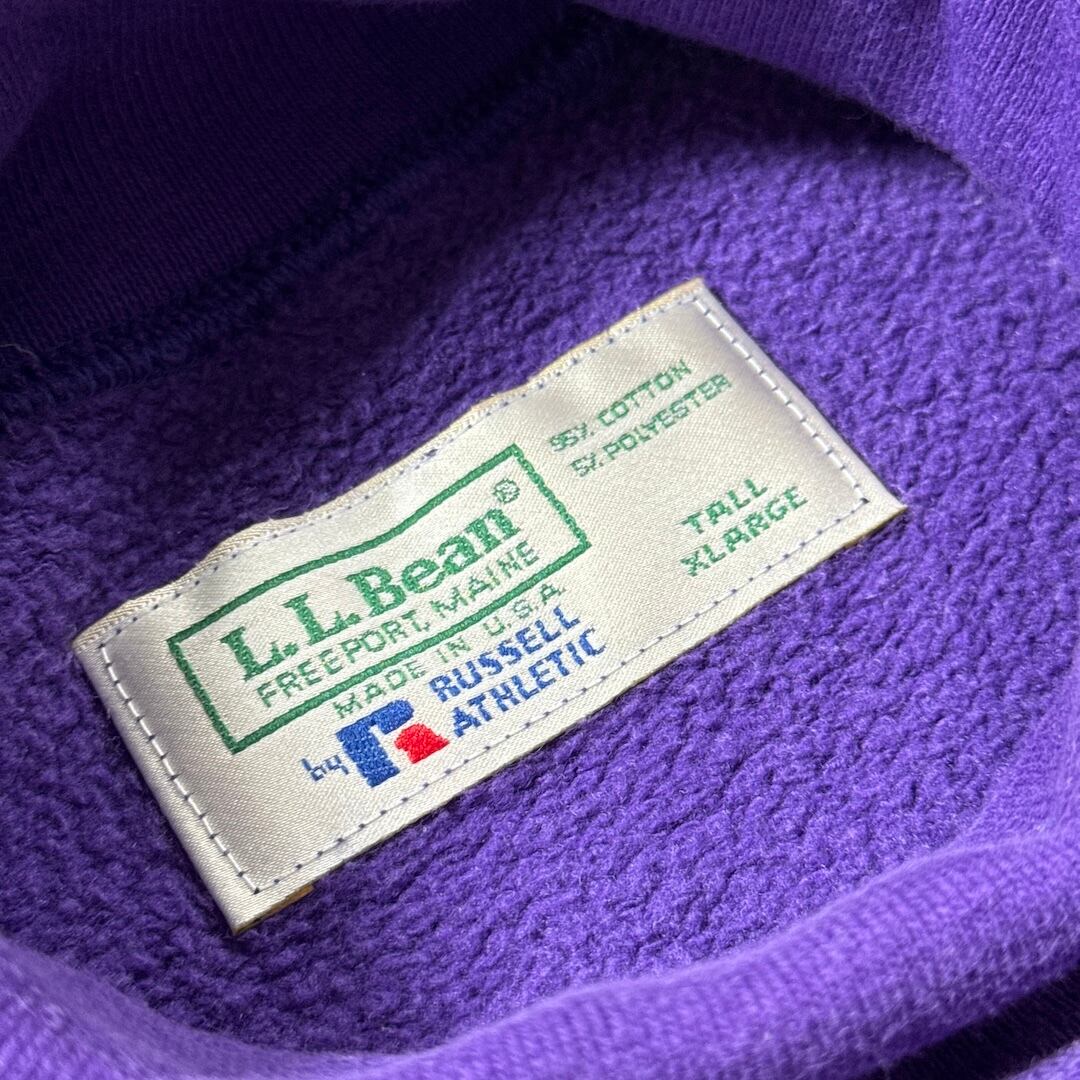 L.L.Bean®
FREEPORT, MAINE
MADE IN U.S.A
by RUSSELL
ATHLETIC
95% COTTON
5% POLYESTER
TALL
XLARGE